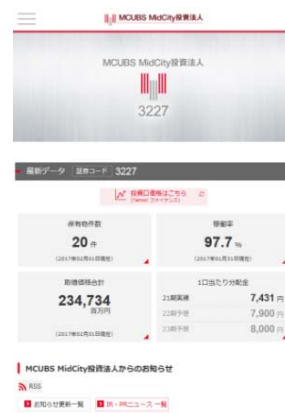 MCUBS MidCity投資法人
MCUBS MidCity投資法人
3227
最新データ 証券コード 3227
投資口価格はこちら
(Yahoo! ファイナンス)
保有物件数
20 件
(2017年02月01日現在)
稼働率
97.7 %
(2017年01月31日現在)
取得価格合計
234,734
百万円
(2017年02月01日現在)
1口当たり分配金
21期実績 7,431 円
22期予想 7,900 円
23期予想 8,000 円
MCUBS MidCity投資法人からのお知らせ
RSS
お知らせ更新一覧 IR・PRニュース 一覧